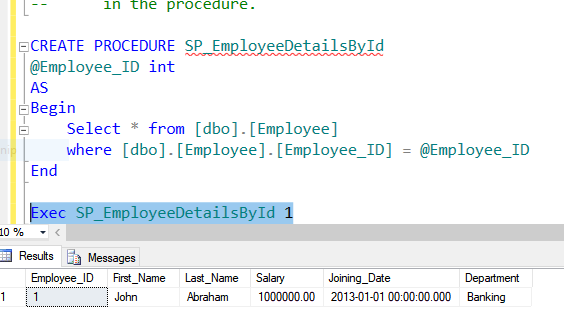 --      in the procedure.
CREATE PROCEDURE SP_EmployeeDetailsById
@Employee_ID int
AS
Begin
Select * from [dbo].[Employee]
where [dbo].[Employee].[Employee_ID] = @Employee_ID
End
Exec SP_EmployeeDetailsById 1
10 %
Results Messages
Employee_ID First_Name Last_Name Salary Joining_Date Department
1 1 John Abraham 1000000.00 2013-01-01 00:00:00.000 Banking